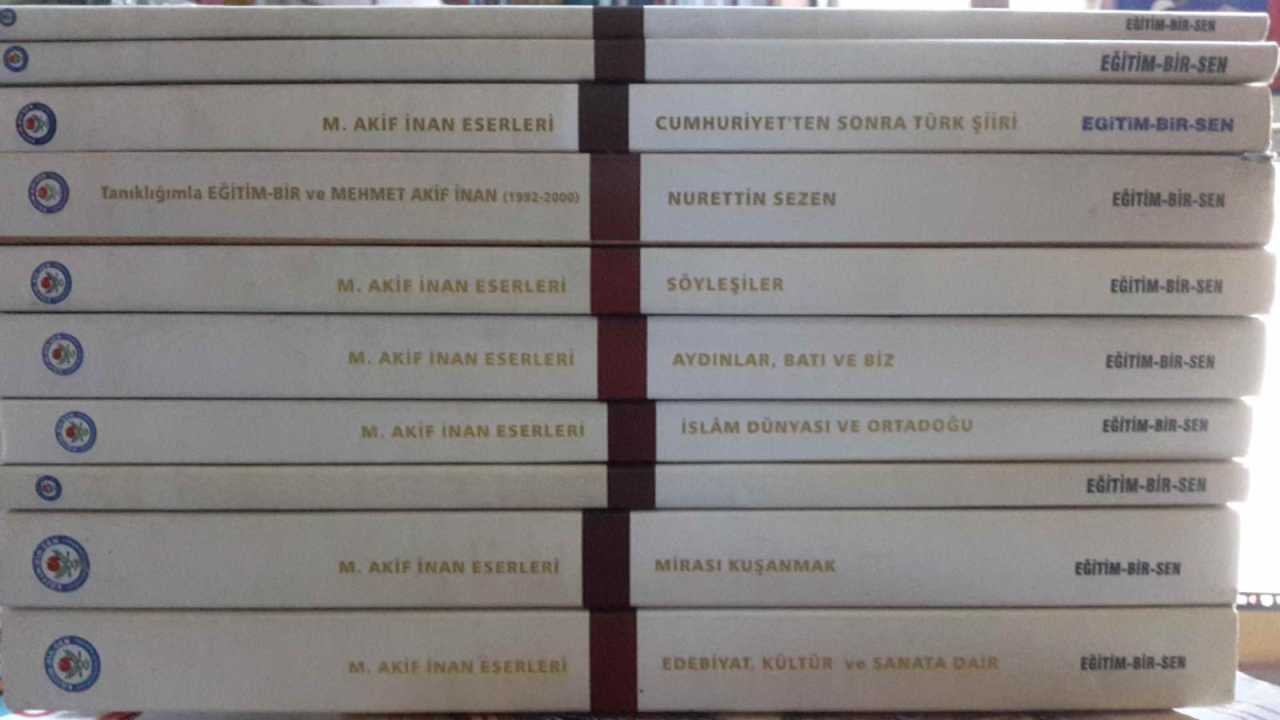 EĞİTİM-BİR-SEN
EĞİTİM-BİR-SEN
M. AKİF İNAN ESERLERİ CUMHURİYET'TEN SONRA TÜRK ŞİİRİ EĞİTİM-BİR-SEN
Tanıklığımla EĞİTİM-BİR ve MEHMET AKİF İNAN (1992-2000) NURETTİN SEZEN EĞİTİM-BİR-SEN
M. AKİF İNAN ESERLERİ SÖYLEŞİLER EĞİTİM-BİR-SEN
M. AKİF İNAN ESERLERİ AYDINLAR, BATI VE BİZ EĞİTİM-BİR-SEN
M. AKİF İNAN ESERLERİ İSLÂM DÜNYASI VE ORTADOĞU EĞİTİM-BİR-SEN
EĞİTİM-BİR-SEN
M. AKİF İNAN ESERLERİ MİRASI KUŞANMAK EĞİTİM-BİR-SEN
M. AKİF İNAN ESERLERİ EDEBİYAT, KÜLTÜR ve SANATA DAİR EĞİTİM-BİR-SEN